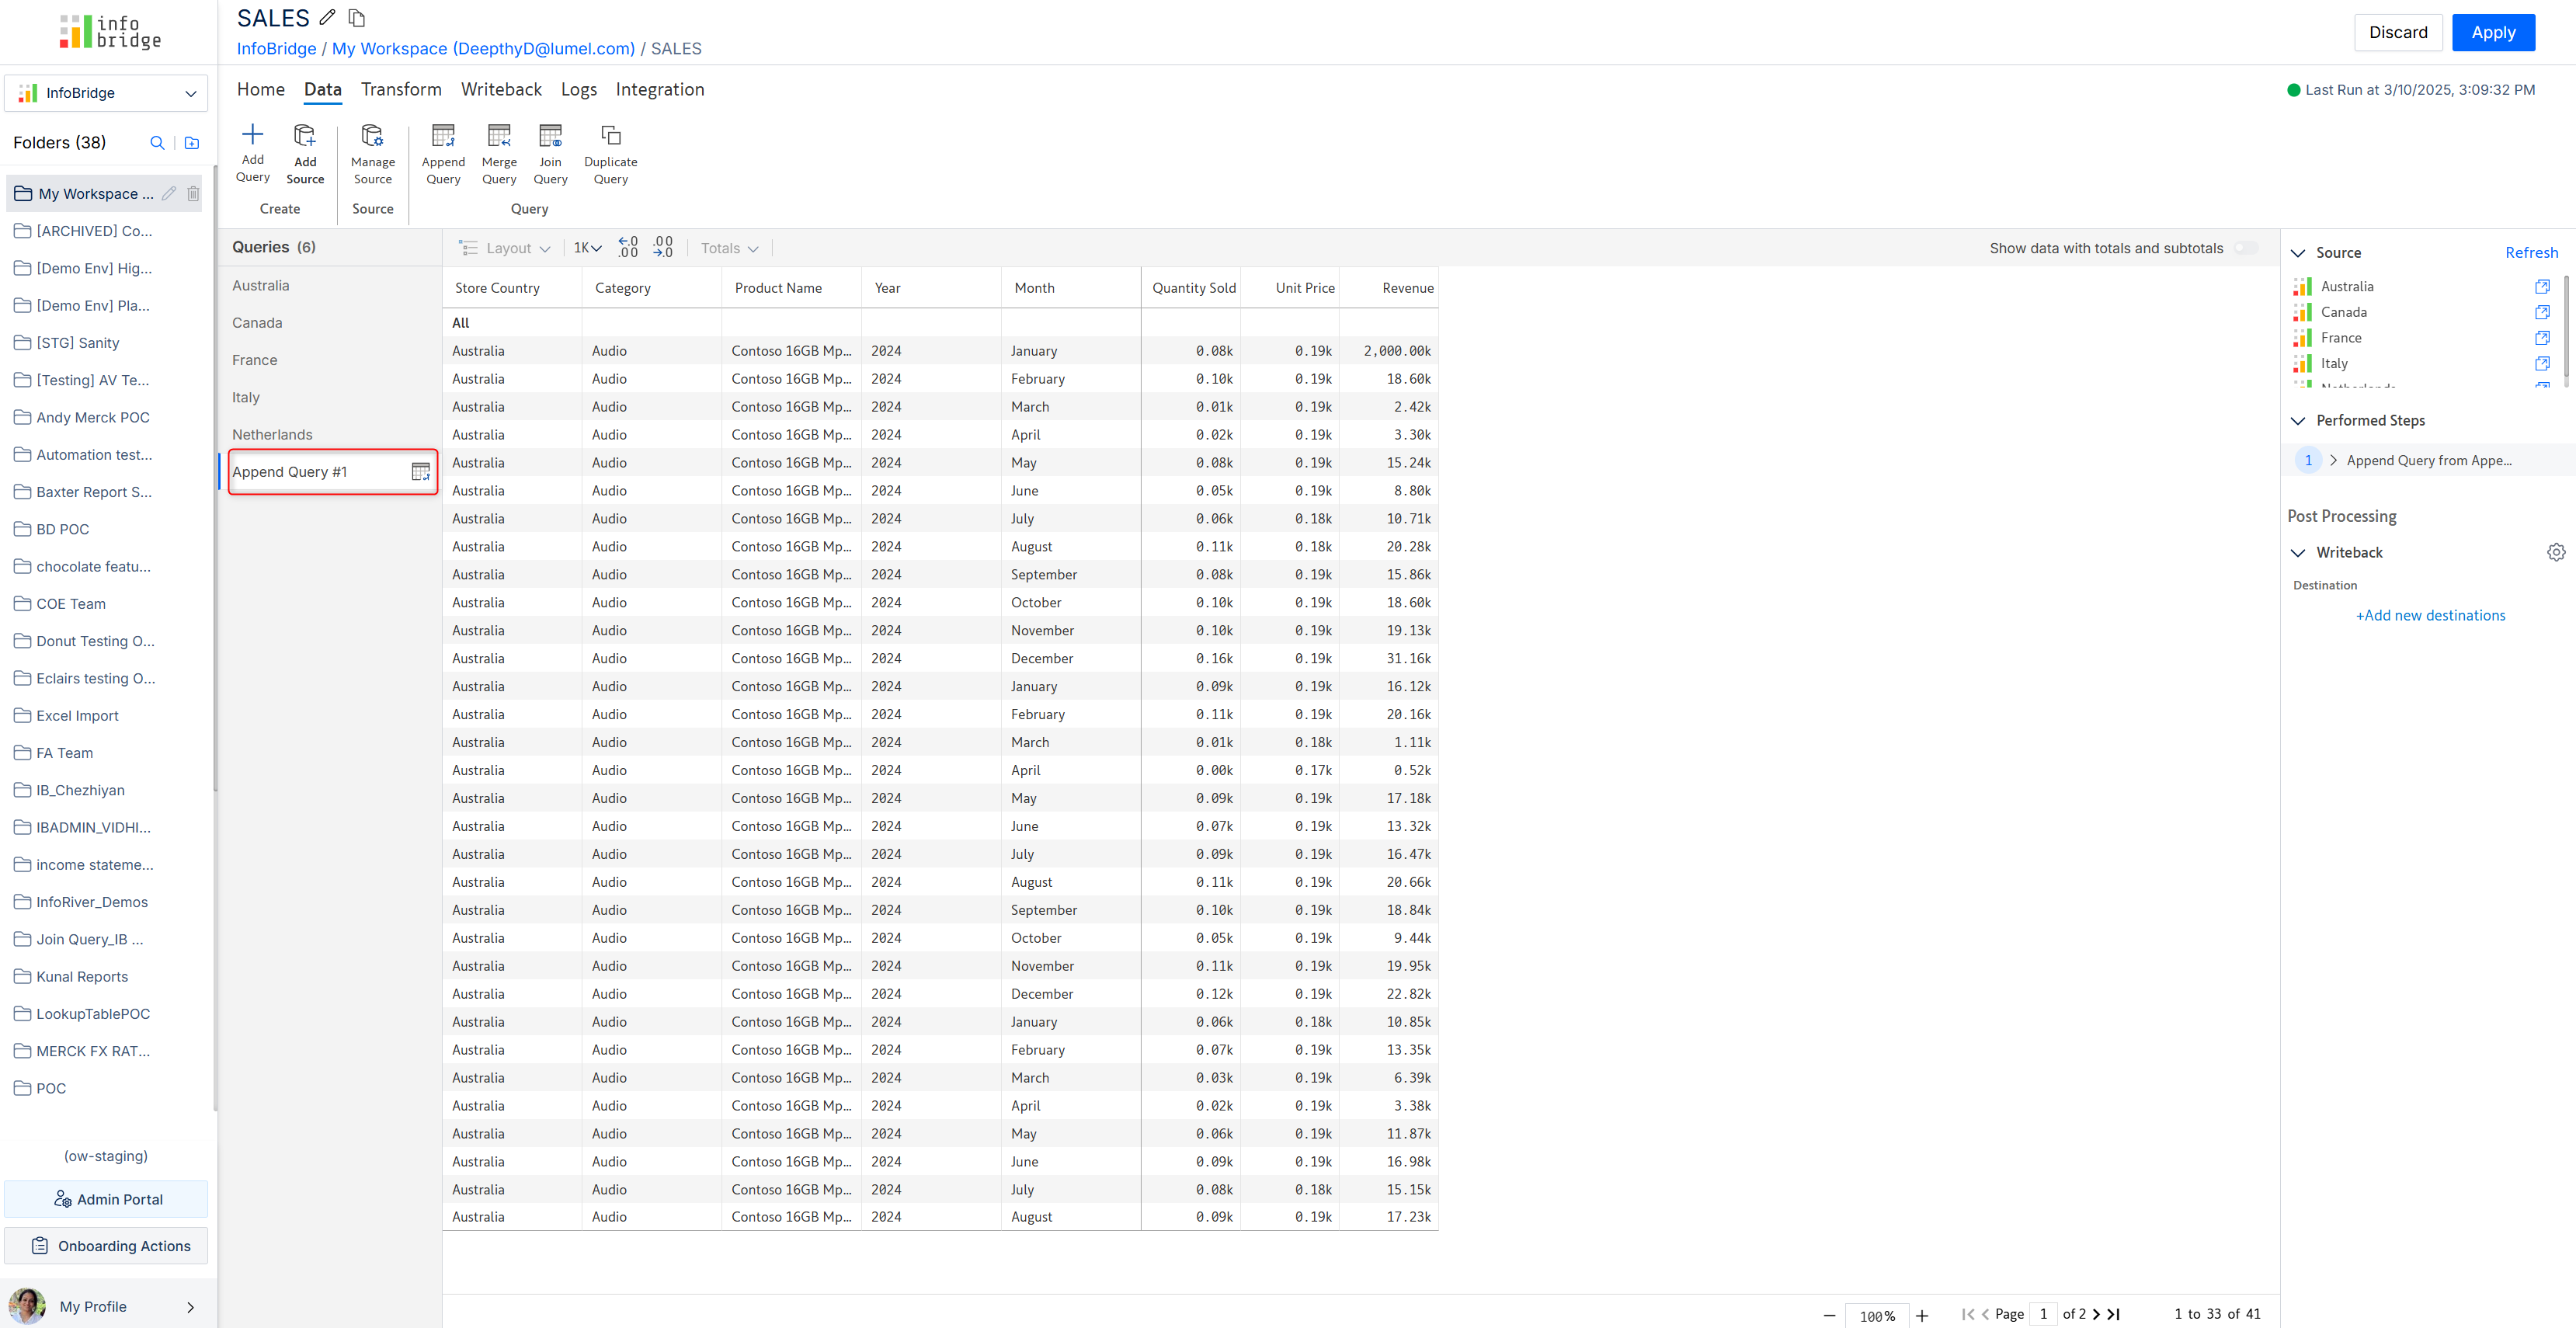 info
bridge
SALES
InfoBridge / My Workspace (DeepthyD@lumel.com) / SALES
Discard
Apply
InfoBridge
Home Data Transform Writeback Logs Integration
Last Run at 3/10/2025, 3:09:32 PM
Add Query
Add Source
Manage Source
Append Query
Merge Query
Join Query
Duplicate Query
Create
Source
Query
Folders (38)
My Workspace ...
[ARCHIVED] Co...
[Demo Env] Hig...
[Demo Env] Pla...
[STG] Sanity
[Testing] AV Te...
Andy Merck POC
Automation test...
Baxter Report S...
BD POC
chocolate featu...
COE Team
Donut Testing O...
Eclairs testing O...
Excel Import
FA Team
IB_Chezhiyan
IBADMIN_VIDHI...
income stateme...
InfoRiver_Demos
Join Query_IB ...
Kunal Reports
LookupTablePOC
MERCK FX RAT...
POC
(ow-staging)
Admin Portal
Onboarding Actions
My Profile
Queries (6)
Australia
Canada
France
Italy
Netherlands
Append Query #1
Layout 1K .0 .00 .00 .0 Totals
Show data with totals and subtotals
Store Country Category Product Name Year Month Quantity Sold Unit Price Revenue
All
Australia Audio Contoso 16GB Mp... 2024 January 0.08k 0.19k 2,000.00k
Australia Audio Contoso 16GB Mp... 2024 February 0.10k 0.19k 18.60k
Australia Audio Contoso 16GB Mp... 2024 March 0.01k 0.19k 2.42k
Australia Audio Contoso 16GB Mp... 2024 April 0.02k 0.19k 3.30k
Australia Audio Contoso 16GB Mp... 2024 May 0.08k 0.19k 15.24k
Australia Audio Contoso 16GB Mp... 2024 June 0.05k 0.19k 8.80k
Australia Audio Contoso 16GB Mp... 2024 July 0.06k 0.18k 10.71k
Australia Audio Contoso 16GB Mp... 2024 August 0.11k 0.18k 20.28k
Australia Audio Contoso 16GB Mp... 2024 September 0.08k 0.19k 15.86k
Australia Audio Contoso 16GB Mp... 2024 October 0.10k 0.19k 18.60k
Australia Audio Contoso 16GB Mp... 2024 November 0.10k 0.19k 19.13k
Australia Audio Contoso 16GB Mp... 2024 December 0.16k 0.19k 31.16k
Australia Audio Contoso 16GB Mp... 2024 January 0.09k 0.19k 16.12k
Australia Audio Contoso 16GB Mp... 2024 February 0.11k 0.19k 20.16k
Australia Audio Contoso 16GB Mp... 2024 March 0.01k 0.18k 1.11k
Australia Audio Contoso 16GB Mp... 2024 April 0.00k 0.17k 0.52k
Australia Audio Contoso 16GB Mp... 2024 May 0.09k 0.19k 17.18k
Australia Audio Contoso 16GB Mp... 2024 June 0.07k 0.19k 13.32k
Australia Audio Contoso 16GB Mp... 2024 July 0.09k 0.19k 16.47k
Australia Audio Contoso 16GB Mp... 2024 August 0.11k 0.19k 20.66k
Australia Audio Contoso 16GB Mp... 2024 September 0.10k 0.19k 18.84k
Australia Audio Contoso 16GB Mp... 2024 October 0.05k 0.19k 9.44k
Australia Audio Contoso 16GB Mp... 2024 November 0.11k 0.19k 19.95k
Australia Audio Contoso 16GB Mp... 2024 December 0.12k 0.19k 22.82k
Australia Audio Contoso 16GB Mp... 2024 January 0.06k 0.18k 10.85k
Australia Audio Contoso 16GB Mp... 2024 February 0.07k 0.19k 13.35k
Australia Audio Contoso 16GB Mp... 2024 March 0.03k 0.19k 6.39k
Australia Audio Contoso 16GB Mp... 2024 April 0.02k 0.19k 3.38k
Australia Audio Contoso 16GB Mp... 2024 May 0.06k 0.19k 11.87k
Australia Audio Contoso 16GB Mp... 2024 June 0.09k 0.19k 16.98k
Australia Audio Contoso 16GB Mp... 2024 July 0.08k 0.18k 15.15k
Australia Audio Contoso 16GB Mp... 2024 August 0.09k 0.19k 17.23k
100% Page 1 of 2 1 to 33 of 41
Source Refresh
Australia
Canada
France
Italy
Netherlands
Performed Steps
1 Append Query from Appe...
Post Processing
Writeback
Destination
+Add new destinations